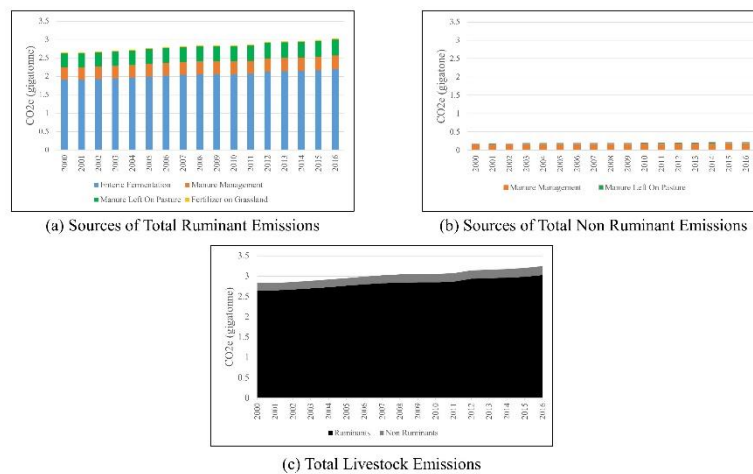 3.5
3
2.5
2
1.5
1
0.5
0
CO2e (gigatonne)
2000 2001 2002 2003 2004 2005 2006 2007 2008 2009 2010 2011 2012 2013 2014 2015 2016
Enteric Fermentation Manure Management
Manure Left On Pasture Fertilizer on Grassland
(a) Sources of Total Ruminant Emissions
3.5
3
2.5
2
1.5
1
0.5
0
CO2e (gigatonne)
2000 2001 2002 2003 2004 2005 2006 2007 2008 2009 2010 2011 2012 2013 2014 2015 2016
Manure Management Manure Left On Pasture
(b) Sources of Total Non Ruminant Emissions
3.5
3
2.5
2
1.5
1
0.5
0
CO2e (gigatonne)
2000 2001 2002 2003 2004 2005 2006 2007 2008 2009 2010 2011 2012 2013 2014 2015 2016
Ruminants Non Ruminants
(c) Total Livestock Emissions